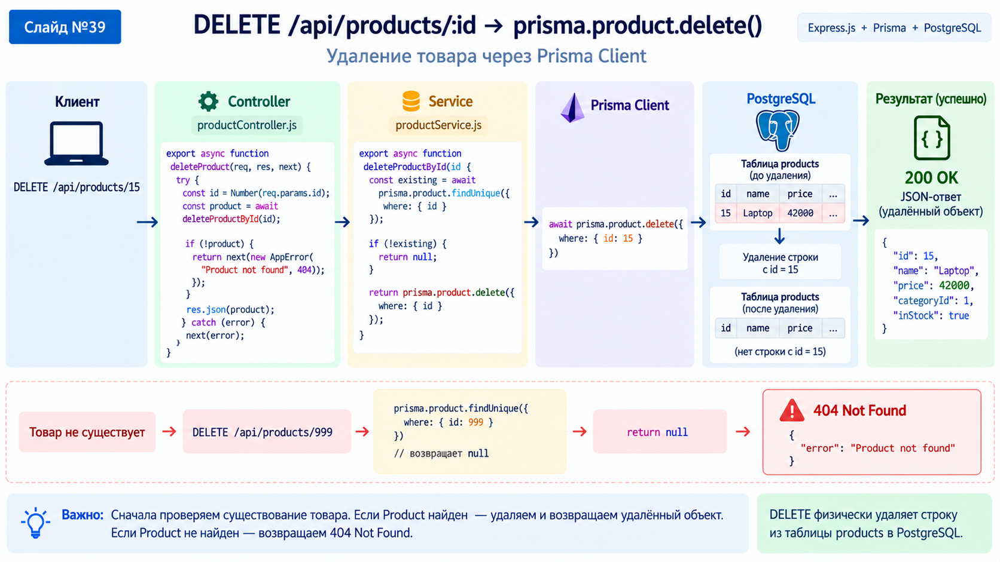 Слайд №39
DELETE /api/products/:id → prisma.product.delete()
Удаление товара через Prisma Client
Express.js + Prisma + PostgreSQL
Клиент
DELETE /api/products/15
Controller
productController.js
export async function
deleteProduct(req, res, next) {
try {
const id = Number(req.params.id);
const product = await
deleteProductById(id);
if (!product) {
return next(new AppError(
"Product not found", 404));
});
}
res.json(product);
} catch (error) {
next(error);
}
}
Service
productService.js
export async function
deleteProductById(id {
const existing = await
prisma.product.findUnique({
where: { id }
});
if (!existing) {
return null;
}
return prisma.product.delete({
where: { id }
});
}
Prisma Client
await prisma.product.delete({
where: { id: 15 }
})
PostgreSQL
Таблица products
(до удаления)
id name price ...
15 Laptop 42000 ...
Удаление строки
с id = 15
Таблица products
(после удаления)
id name price ...
(нет строки с id = 15)
Результат (успешно)
{ }
200 OK
JSON-ответ
(удалённый объект)
{
"id": 15,
"name": "Laptop",
"price": 42000,
"categoryId": 1,
"inStock": true
}
Товар не существует
DELETE /api/products/999
prisma.product.findUnique({
where: { id: 999 }
})
// возвращает null
return null
404 Not Found
{
"error": "Product not found"
}
Важно: Сначала проверяем существование товара. Если Product найден — удаляем и возвращаем удалённый объект.
Если Product не найден — возвращаем 404 Not Found.
DELETE физически удаляет строку
из таблицы products в PostgreSQL.